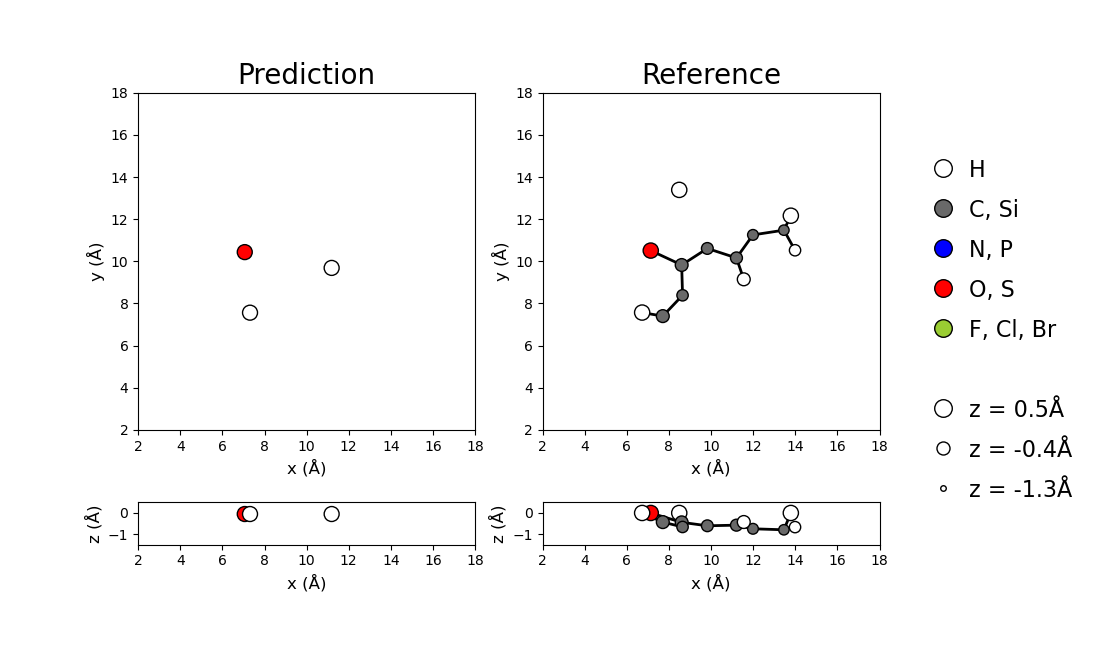 Prediction
Reference
18
16
14
12
10
8
6
4
2
y (Å)
2 4 6 8 10 12 14 16 18
x (Å)
18
16
14
12
10
8
6
4
2
y (Å)
2 4 6 8 10 12 14 16 18
x (Å)
0
−1
z (Å)
2 4 6 8 10 12 14 16 18
x (Å)
0
−1
z (Å)
2 4 6 8 10 12 14 16 18
x (Å)
H
C, Si
N, P
O, S
F, Cl, Br
z = 0.5Å
z = -0.4Å
z = -1.3Å